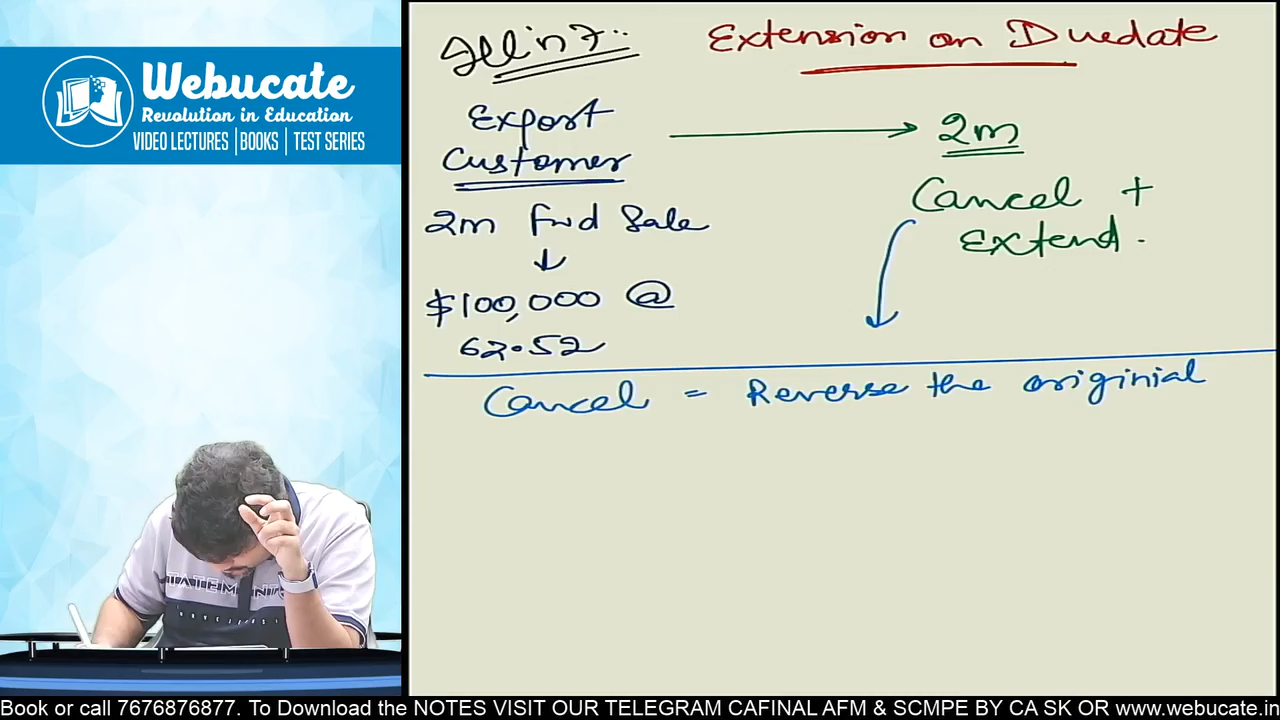 Webucate
Revolution in Education
VIDEO LECTURES | BOOKS | TEST SERIES
Illn 7..
Extension on Duedate
Export
Customer
2m
2m Fwd Sale
$100,000 @
62.52
Cancel +
Extend.
Cancel = Reverse the originial
STATEMENT
Book or call 7676876877. To Download the NOTES VISIT OUR TELEGRAM CAFINAL AFM & SCMPE BY CA SK OR www.webucate.in